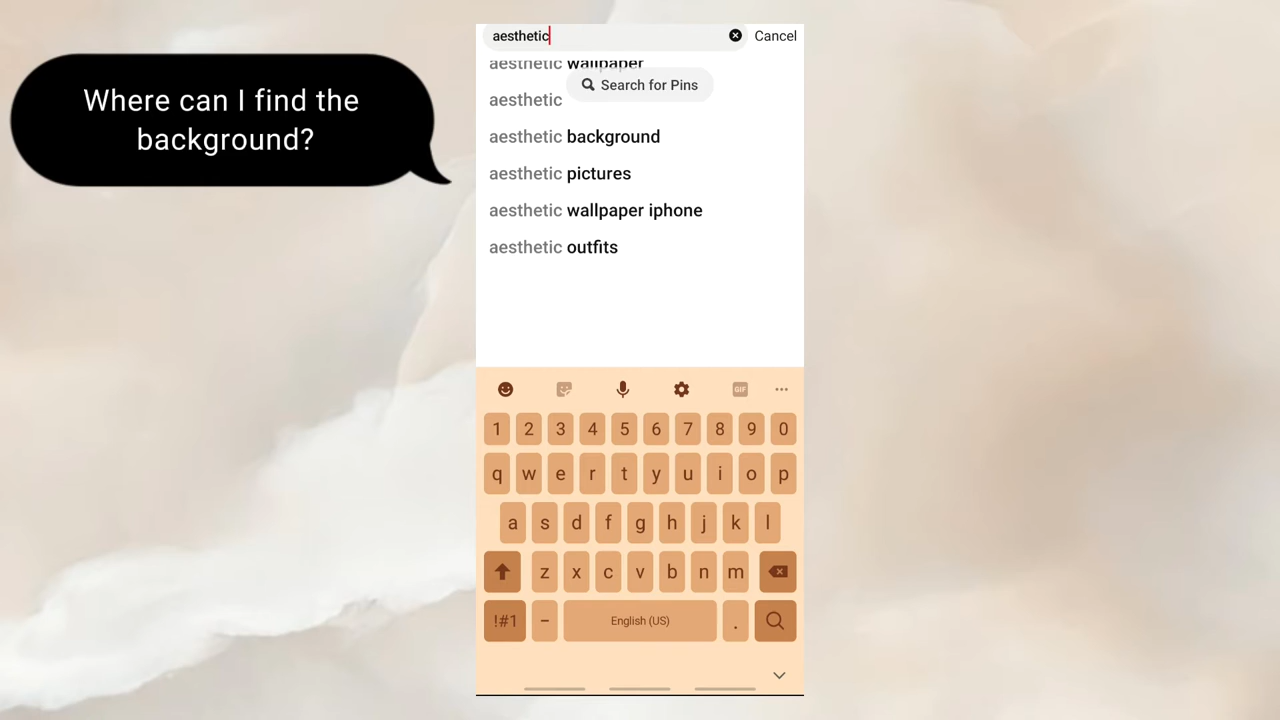 Where can I find the
background?
aesthetic
Cancel
aesthetic wallpaper
Search for Pins
aesthetic
aesthetic background
aesthetic pictures
aesthetic wallpaper iphone
aesthetic outfits
GIF
1 2 3 4 5 6 7 8 9 0
q w e r t y u i o p
a s d f g h j k l
z x c v b n m
!#1 - English (US) .